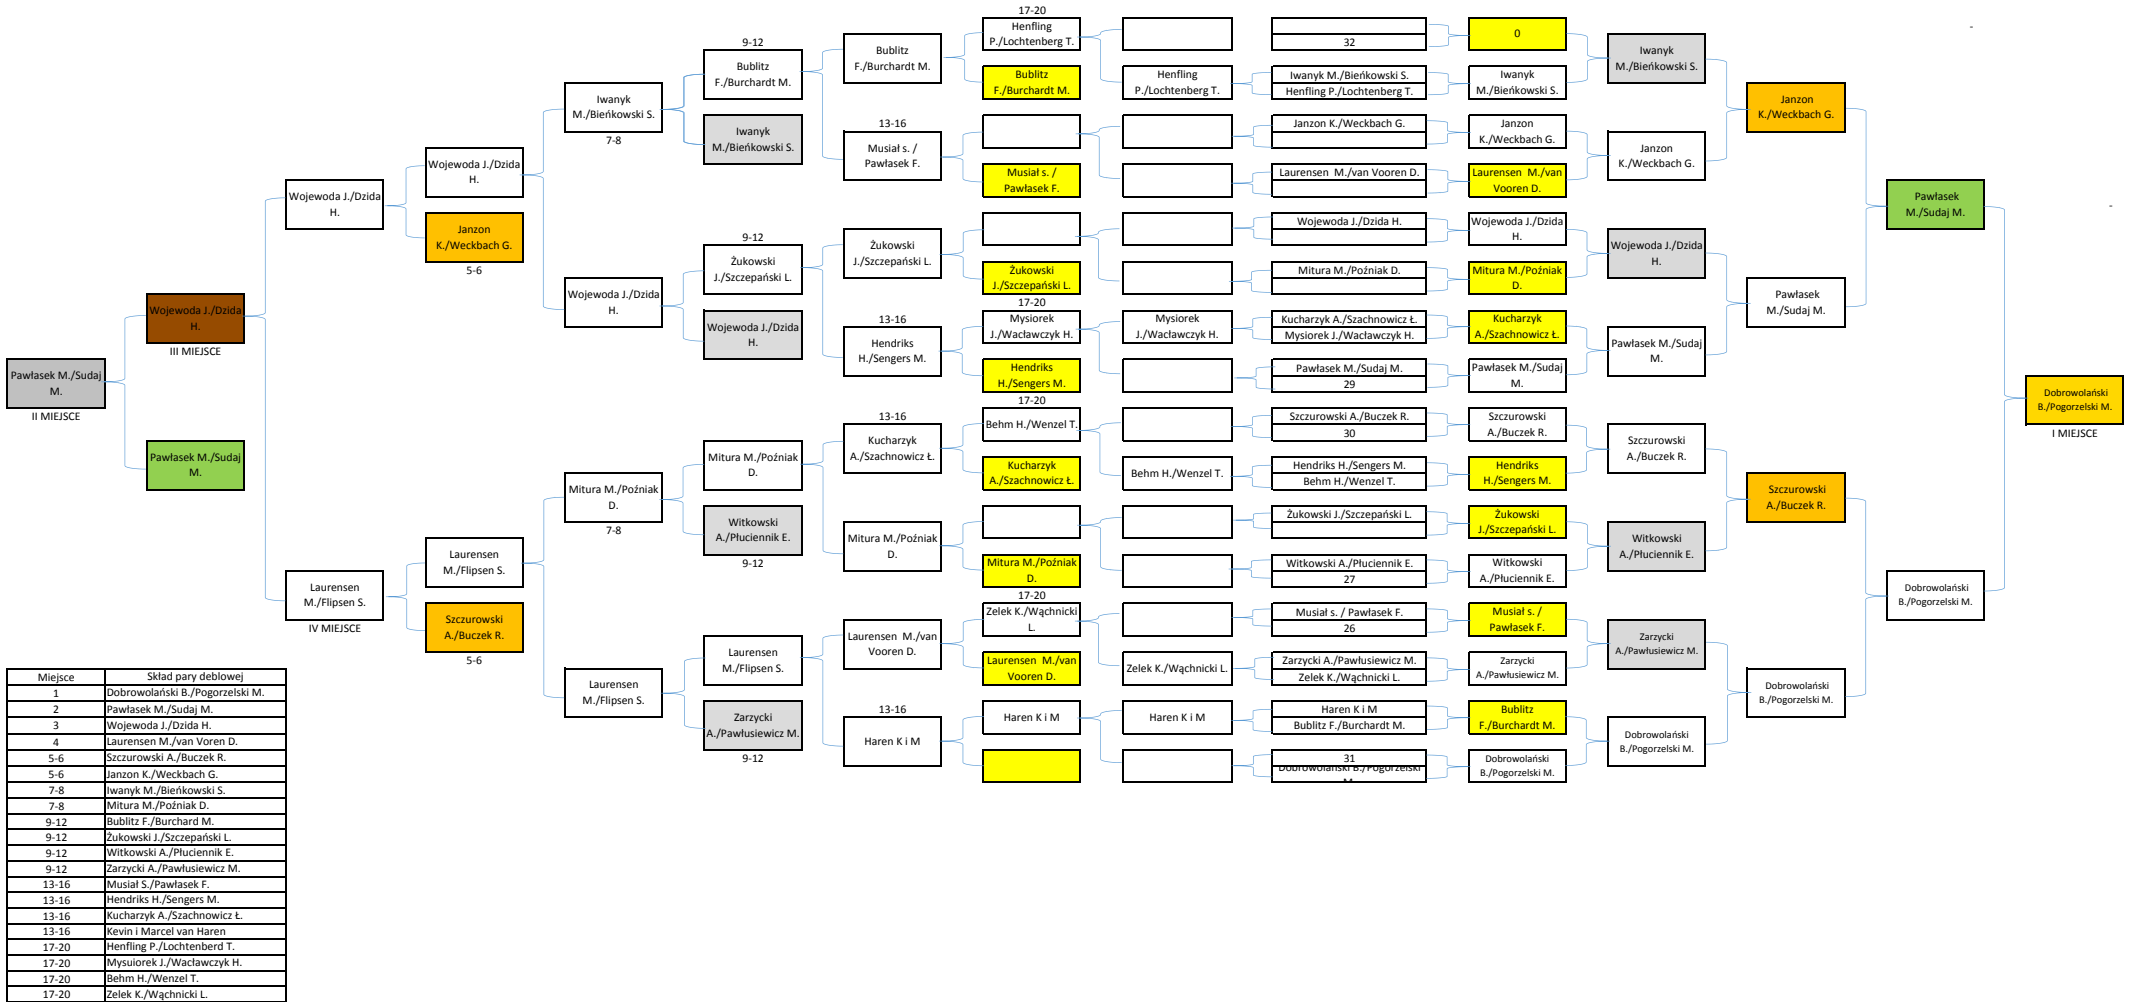 II MIEJSCE
Pawłasek M./Sudaj
M.
Wojewoda J./Dzida
H.
III MIEJSCE
Pawłasek M./Sudaj
M.
Wojewoda J./Dzida
H.
Laurensen
M./Flipsen S.
IV MIEJSCE
Wojewoda J./Dzida
H.
Janzon
K./Weckbach G.
5-6
Laurensen
M./Flipsen S.
Szczurowski
A./Buczek R.
5-6
Iwanyk
M./Bieńkowski S.
7-8
Wojewoda J./Dzida
H.
Mitura M./Poźniak
D.
7-8
Laurensen
M./Flipsen S.
9-12
Bublitz
F./Burchardt M.
Iwanyk
M./Bieńkowski S.
9-12
Żukowski
J./Szczepański L.
Wojewoda J./Dzida
H.
Mitura M./Poźniak
D.
Witkowski
A./Płuciennik E.
9-12
Laurensen
M./Flipsen S.
Zarzycki
A./Pawłusiewicz M.
9-12
Bublitz
F./Burchardt M.
13-16
Musiał s. /
Pawłasek F.
Żukowski
J./Szczepański L.
13-16
Hendriks
H./Sengers M.
13-16
Kucharzyk
A./Szachnowicz Ł.
Mitura M./Poźniak
D.
Laurensen  M./van
Vooren D.
13-16
Haren K i M
17-20
Henfling
P./Lochtenberg T.
Bublitz
F./Burchardt M.
Musiał s. /
Pawłasek F.
Żukowski
J./Szczepański L.
17-20
Mysiorek
J./Wacławczyk H.
Hendriks
H./Sengers M.
17-20
Behm H./Wenzel T.
Kucharzyk
A./Szachnowicz Ł.
Mitura M./Poźniak
D.
17-20
Zelek K./Wąchnicki
L.
Laurensen  M./van
Vooren D.
Haren K i M
Henfling
P./Lochtenberg T.
Mysiorek
J./Wacławczyk H.
Behm H./Wenzel T.
Zelek K./Wąchnicki L.
Haren K i M
32
Iwanyk M./Bieńkowski S.
Henfling P./Lochtenberg T.
Janzon K./Weckbach G.
Laurensen  M./van Vooren D.
Wojewoda J./Dzida H.
Mitura M./Poźniak D.
Kucharzyk A./Szachnowicz Ł.
Mysiorek J./Wacławczyk H.
Pawłasek M./Sudaj M.
29
Szczurowski A./Buczek R.
30
Hendriks H./Sengers M.
Behm H./Wenzel T.
Żukowski J./Szczepański L.
Witkowski A./Płuciennik E.
27
Musiał s. / Pawłasek F.
26
Zarzycki A./Pawłusiewicz M.
Zelek K./Wąchnicki L.
Haren K i M
Bublitz F./Burchardt M.
31
Dobrowolański B./Pogorzelski
M.
0
Iwanyk
M./Bieńkowski S.
Janzon
K./Weckbach G.
Laurensen  M./van
Vooren D.
Wojewoda J./Dzida
H.
Mitura M./Poźniak
D.
Kucharzyk
A./Szachnowicz Ł.
Pawłasek M./Sudaj
M.
Szczurowski
A./Buczek R.
Hendriks
H./Sengers M.
Żukowski
J./Szczepański L.
Witkowski
A./Płuciennik E.
Musiał s. /
Pawłasek F.
Zarzycki
A./Pawłusiewicz M.
Bublitz
F./Burchardt M.
Dobrowolański
B./Pogorzelski M.
Iwanyk
M./Bieńkowski S.
Janzon
K./Weckbach G.
Wojewoda J./Dzida
H.
Pawłasek M./Sudaj
M.
Szczurowski
A./Buczek R.
Witkowski
A./Płuciennik E.
Zarzycki
A./Pawłusiewicz M.
Dobrowolański
B./Pogorzelski M.
Janzon
K./Weckbach G.
Pawłasek
M./Sudaj M.
Szczurowski
A./Buczek R.
Dobrowolański
B./Pogorzelski M.
-
Pawłasek
M./Sudaj M.
Dobrowolański
B./Pogorzelski M.
-
Dobrowolański
B./Pogorzelski M.
I MIEJSCE
Miejsce Skład pary deblowej
1 Dobrowolański B./Pogorzelski M.
2 Pawłasek M./Sudaj M.
3 Wojewoda J./Dzida H.
4 Laurensen M./van Voren D.
5-6 Szczurowski A./Buczek R.
5-6 Janzon K./Weckbach G.
7-8 Iwanyk M./Bieńkowski S.
7-8 Mitura M./Poźniak D.
9-12 Bublitz F./Burchard M.
9-12 Żukowski J./Szczepański L.
9-12 Witkowski A./Płuciennik E.
9-12 Zarzycki A./Pawłusiewicz M.
13-16 Musiał S./Pawłasek F.
13-16 Hendriks H./Sengers M.
13-16 Kucharzyk A./Szachnowicz Ł.
13-16 Kevin i Marcel van Haren
17-20 Henfling P./Lochtenberd T.
17-20 Mysuiorek J./Wacławczyk H.
17-20 Behm H./Wenzel T.
17-20 Zelek K./Wąchnicki L.